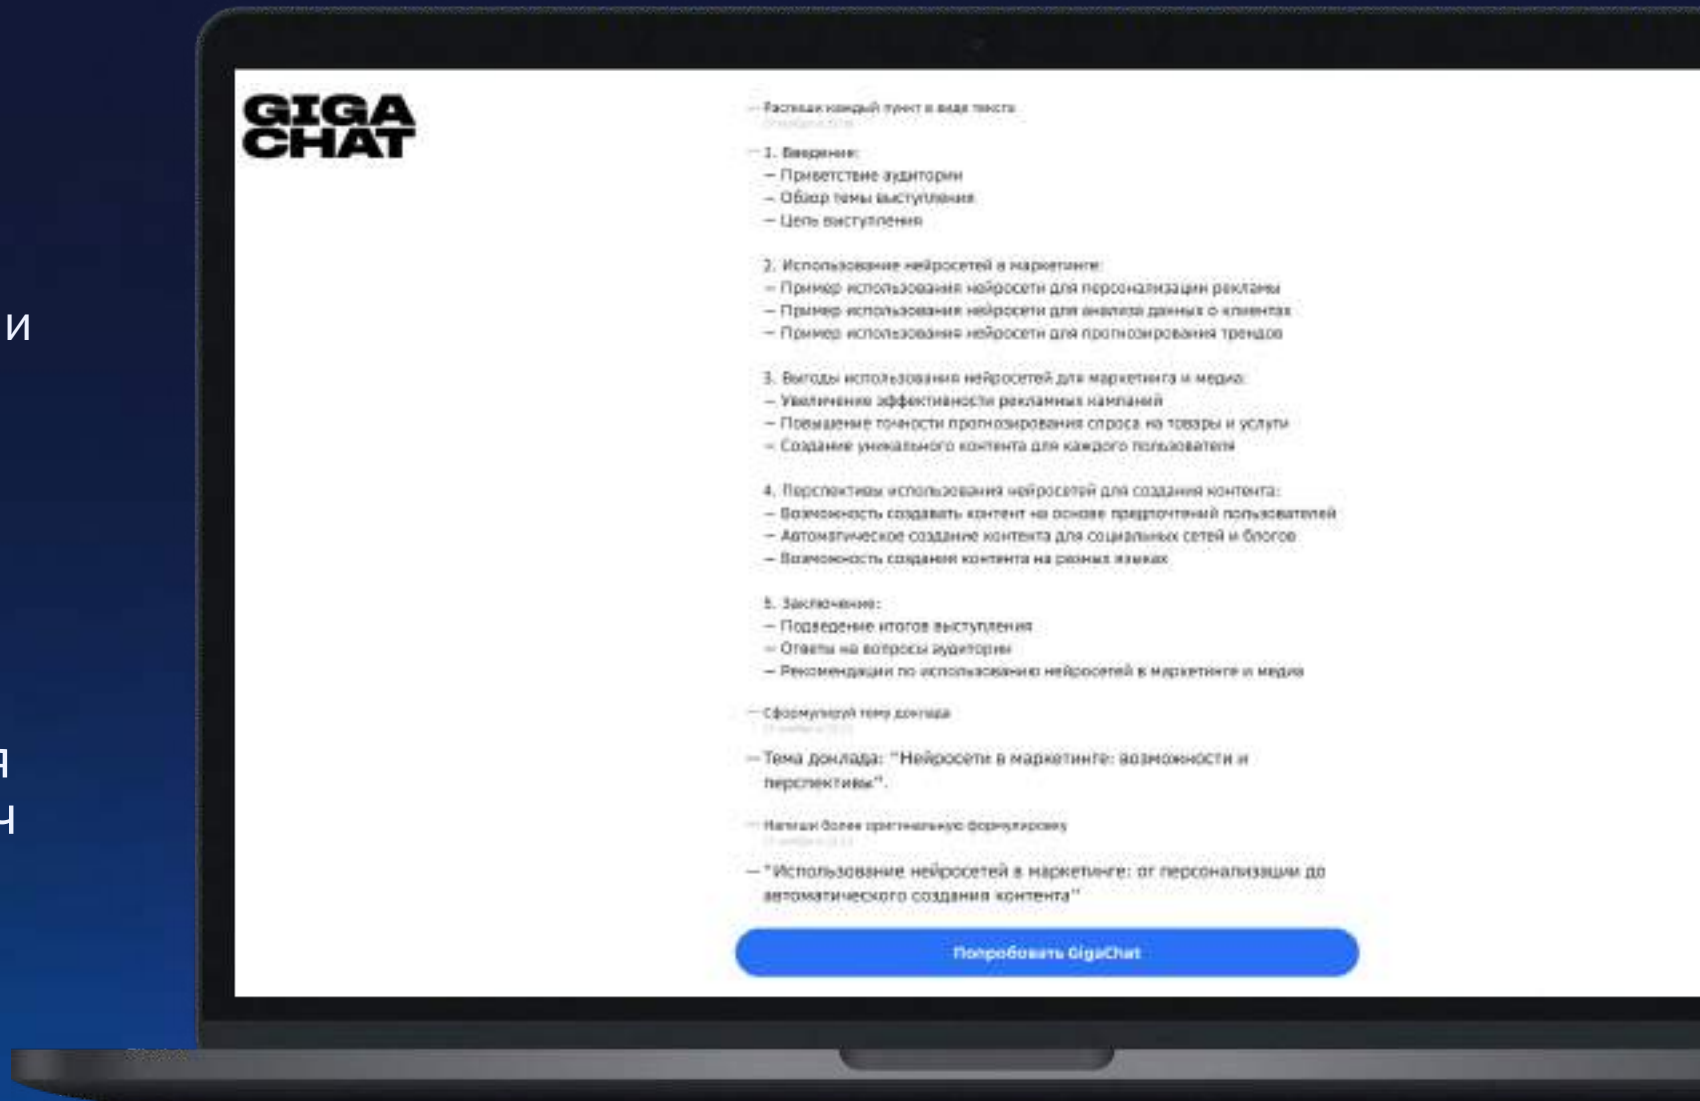 GIGA
CHAT
и
я
ч
— Распиши каждый пункт в виде текста
— 1. Введение:
— Приветствие аудитории
— Обзор темы выступления
— Цель выступления
2. Использование нейросетей в маркетинге:
— Пример использования нейросети для персонализации рекламы
— Пример использования нейросети для анализа данных о клиентах
— Пример использования нейросети для прогнозирования трендов
3. Выгоды использования нейросетей для маркетинга и медиа:
— Увеличение эффективности рекламных кампаний
— Повышение точности прогнозирования спроса на товары и услуги
— Создание уникального контента для каждого пользователя
4. Перспективы использования нейросетей для создания контента:
— Возможность создавать контент на основе предпочтений пользователей
— Автоматическое создание контента для социальных сетей и блогов
— Возможность создания контента на разных языках
5. Заключение:
— Подведение итогов выступления
— Ответы на вопросы аудитории
— Рекомендации по использованию нейросетей в маркетинге и медиа
— Сформулируй тему доклада
— Тема доклада: "Нейросети в маркетинге: возможности и
перспективы".
— Напиши более оригинальную формулировку
— "Использование нейросетей в маркетинге: от персонализации до
автоматического создания контента"
Попробовать GigaChat